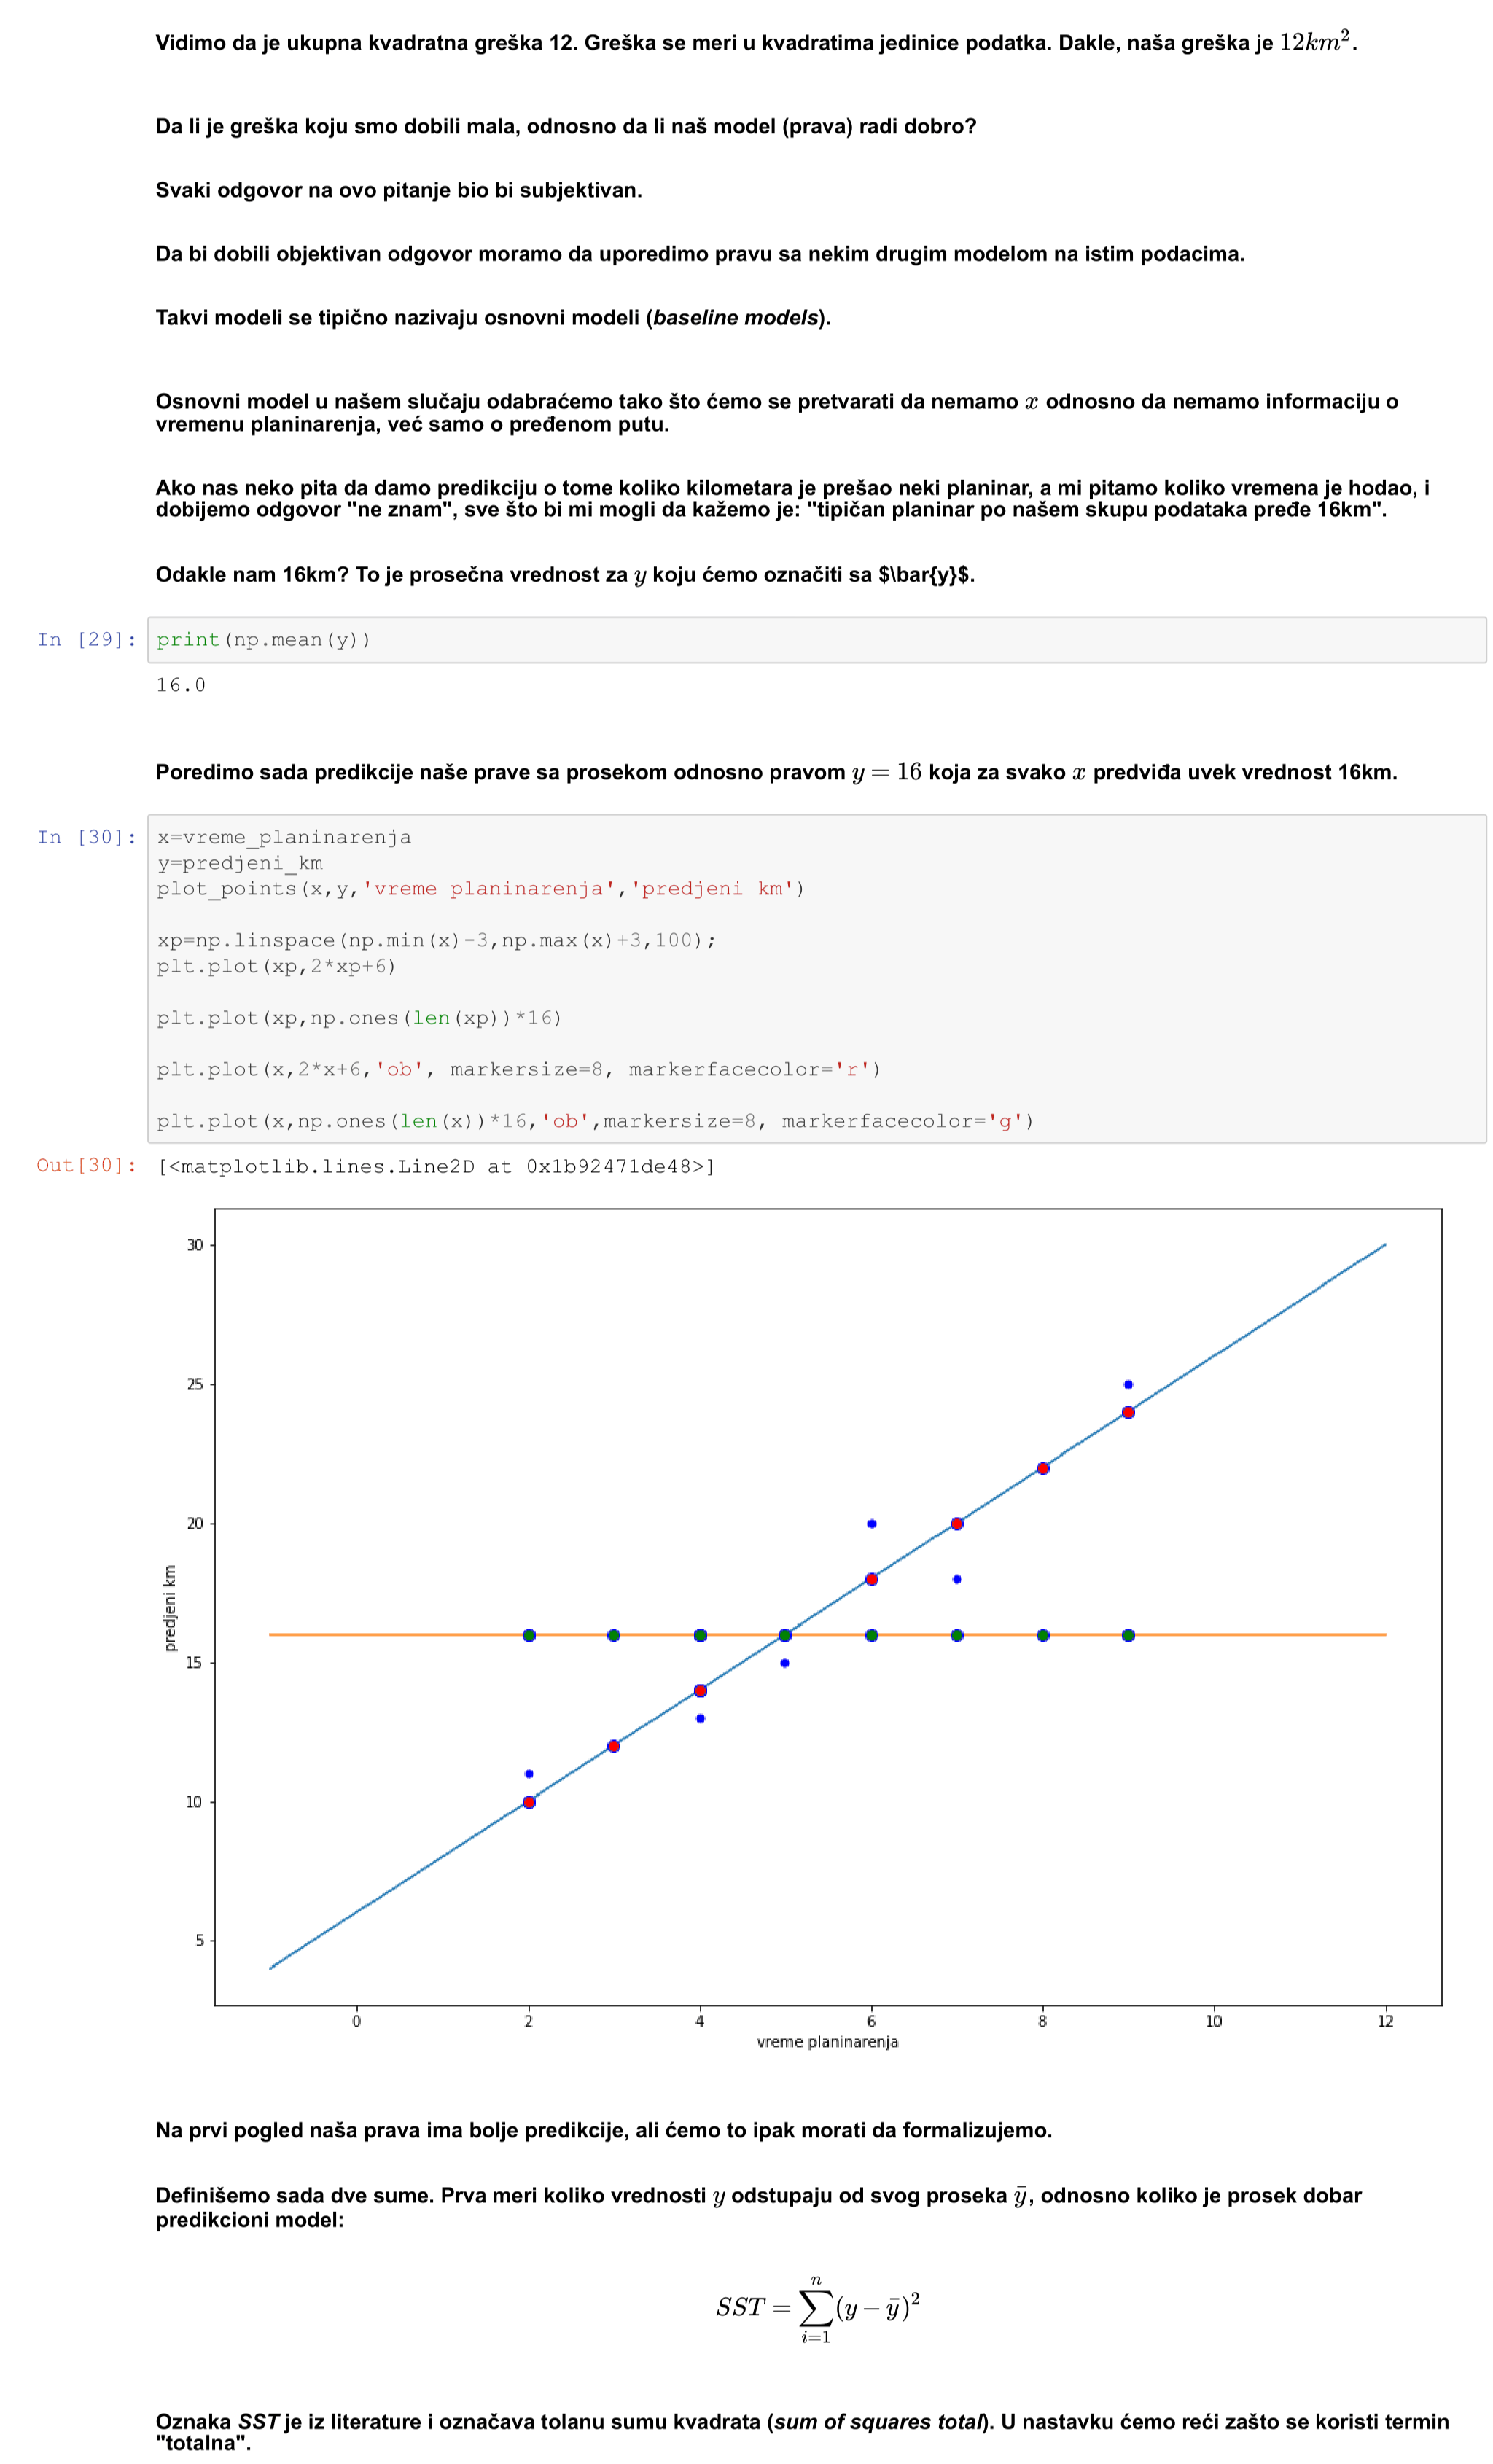 Vidimo da je ukupna kvadratna greška 12. Greška se meri u kvadratima jedinice podatka. Dakle, naša greška je 12km².
Da li je greška koju smo dobili mala, odnosno da li naš model (prava) radi dobro?
Svaki odgovor na ovo pitanje bio bi subjektivan.
Da bi dobili objektivan odgovor moramo da uporedimo pravu sa nekim drugim modelom na istim podacima.
Takvi modeli se tipično nazivaju osnovni modeli (baseline models).
Osnovni model u našem slučaju odabraćemo tako što ćemo se pretvarati da nemamo x odnosno da nemamo informaciju o
vremenu planinarenja, već samo o pređenom putu.
Ako nas neko pita da damo predikciju o tome koliko kilometara je prešao neki planinar, a mi pitamo koliko vremena je hodao, i
dobijemo odgovor "ne znam", sve što bi mi mogli da kažemo je: "tipičan planinar po našem skupu podataka pređe 16km".
Odakle nam 16km? To je prosečna vrednost za y koju ćemo označiti sa $\bar{y}$.
In [29]: print(np.mean(y))
16.0
Poredimo sada predikcije naše prave sa prosekom odnosno pravom y = 16 koja za svako x predviđa uvek vrednost 16km.
In [30]: x=vreme_planinarenja
y=predjeni_km
plot_points(x,y,'vreme planinarenja','predjeni km')
xp=np.linspace(np.min(x)-3,np.max(x)+3,100);
plt.plot(xp,2*xp+6)
plt.plot(xp,np.ones(len(xp))*16)
plt.plot(x,2*x+6,'ob', markersize=8, markerfacecolor='r')
plt.plot(x,np.ones(len(x))*16,'ob',markersize=8, markerfacecolor='g')
Out[30]: [<matplotlib.lines.Line2D at 0x1b92471de48>]
30
25
20
15
10
5
predjeni km
0 2 4 6 8 10 12
vreme planinarenja
Na prvi pogled naša prava ima bolje predikcije, ali ćemo to ipak morati da formalizujemo.
Definišemo sada dve sume. Prva meri koliko vrednosti y odstupaju od svog proseka ȳ, odnosno koliko je prosek dobar
predikcioni model:
SST = ∑_{i=1}^{n} (y − ȳ)²
Oznaka SST je iz literature i označava tolanu sumu kvadrata (sum of squares total). U nastavku ćemo reći zašto se koristi termin
"totalna".